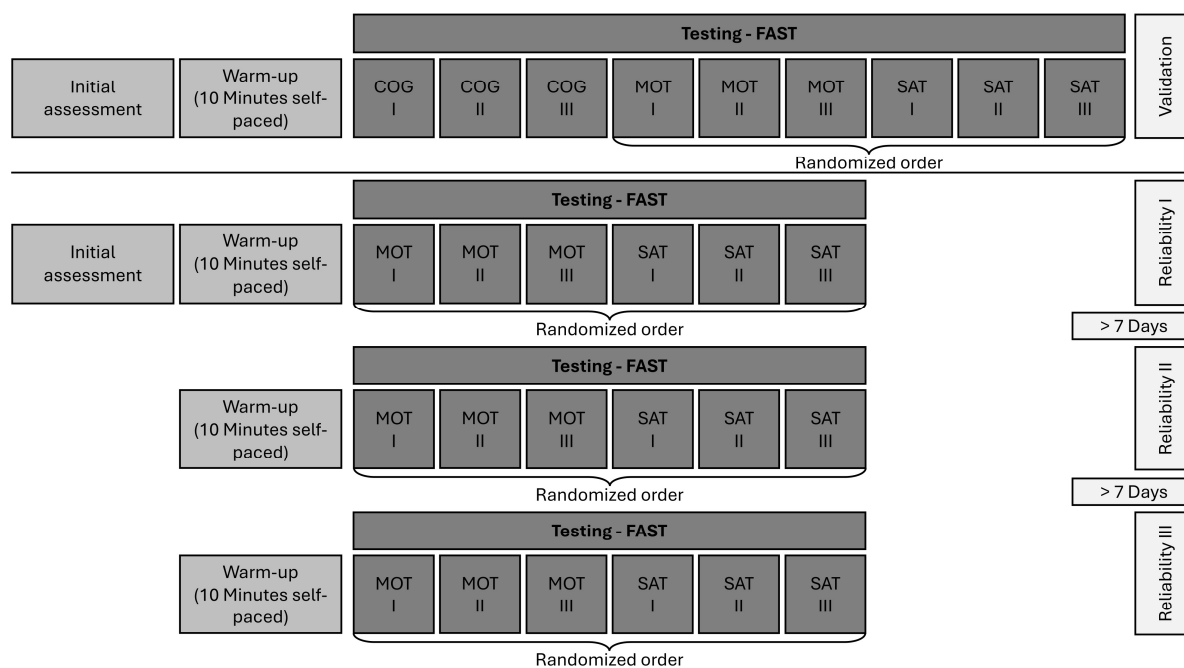 Testing - FAST
Validation
Initial
assessment
Warm-up
(10 Minutes self-
paced)
COG
I
COG
II
COG
III
MOT
I
MOT
II
MOT
III
SAT
I
SAT
II
SAT
III
Randomized order
Testing - FAST
Reliability I
Initial
assessment
Warm-up
(10 Minutes self-
paced)
MOT
I
MOT
II
MOT
III
SAT
I
SAT
II
SAT
III
Randomized order
> 7 Days
Testing - FAST
Reliability II
Warm-up
(10 Minutes self-
paced)
MOT
I
MOT
II
MOT
III
SAT
I
SAT
II
SAT
III
Randomized order
> 7 Days
Testing - FAST
Reliability III
Warm-up
(10 Minutes self-
paced)
MOT
I
MOT
II
MOT
III
SAT
I
SAT
II
SAT
III
Randomized order